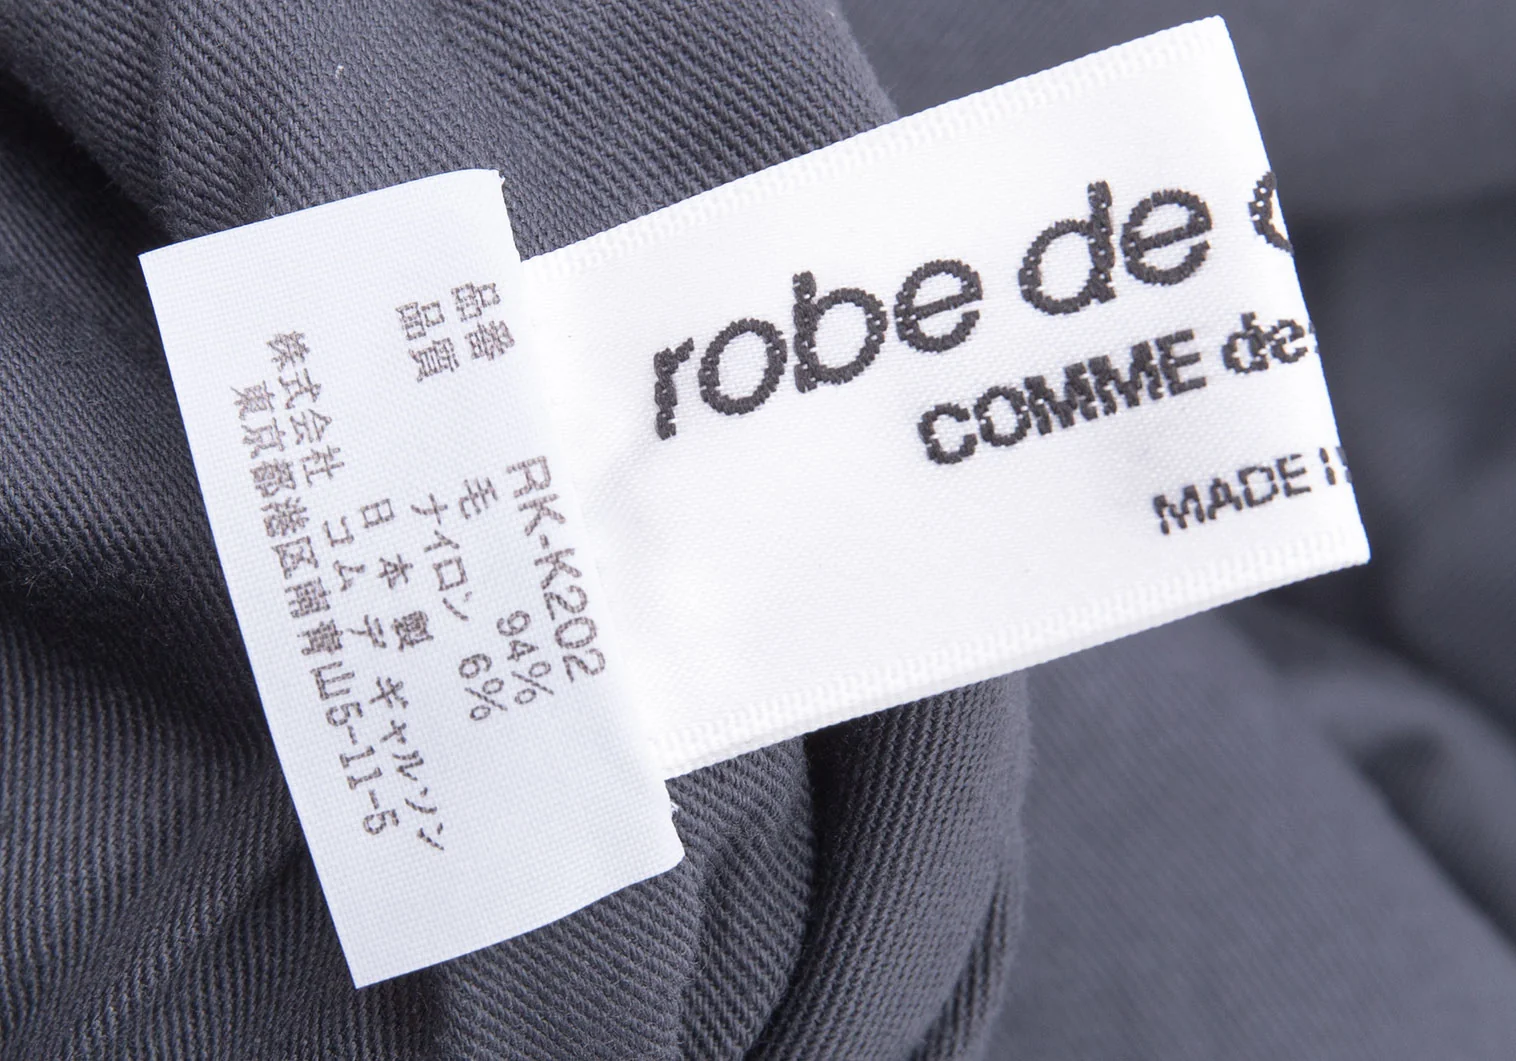 品番 RK-K202
品質 毛 94%
ナイロン 6%
日本製
株式会社 コム デ ギャルソン
東京都港区南青山5-11-5
robe de
COMME des
MADE IN